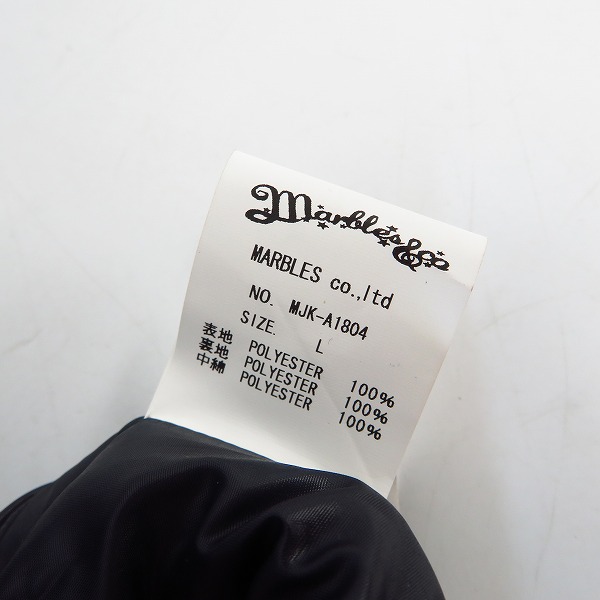 Marbles&co
MARBLES co.,ltd
NO. MJK-A1804
SIZE. L
表地 POLYESTER 100%
裏地 POLYESTER 100%
中綿 POLYESTER 100%